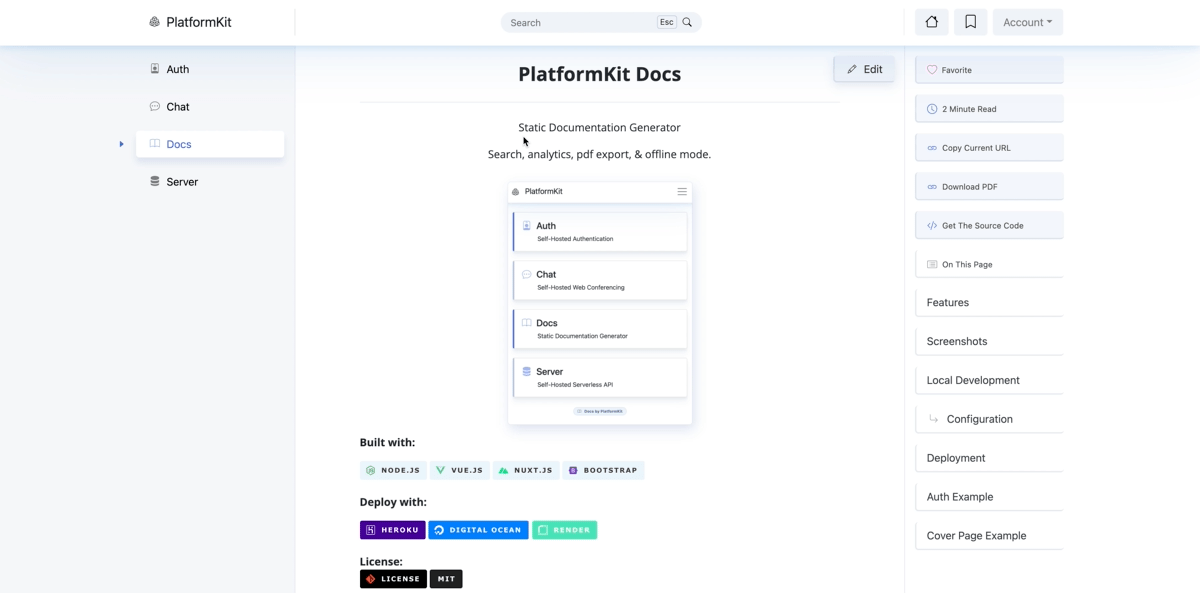 PlatformKit
Search
Esc
Account
Auth
Chat
Docs
Server
PlatformKit Docs
Edit
Static Documentation Generator
Search, analytics, pdf export, & offline mode.
PlatformKit
Auth
Self-Hosted Authentication
Chat
Self-Hosted Web Conferencing
Docs
Static Documentation Generator
Server
Self-Hosted Serverless API
Docs by PlatformKit
Built with:
NODE.JS VUE.JS NUXT.JS BOOTSTRAP
Deploy with:
HEROKU DIGITAL OCEAN RENDER
License:
LICENSE MIT
Favorite
2 Minute Read
Copy Current URL
Download PDF
Get The Source Code
On This Page
Features
Screenshots
Local Development
Configuration
Deployment
Auth Example
Cover Page Example